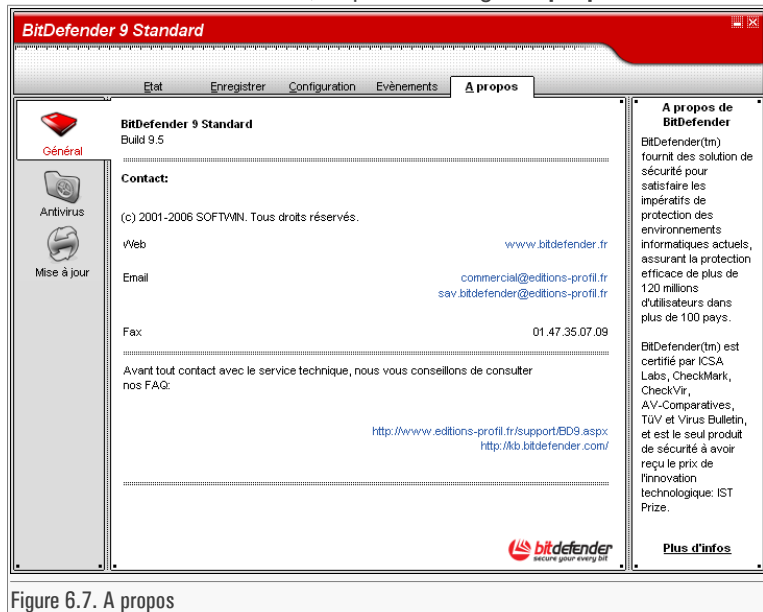 BitDefender 9 Standard
Etat Enregistrer Configuration Evènements A propos
Général
Antivirus
Mise à jour
BitDefender 9 Standard
Build 9.5
Contact:
(c) 2001-2006 SOFTWIN. Tous droits réservés.
Web www.bitdefender.fr
Email commercial@editions-profil.fr
sav.bitdefender@editions-profil.fr
Fax 01.47.35.07.09
Avant tout contact avec le service technique, nous vous conseillons de consulter
nos FAQ:
http://www.editions-profil.fr/support/BD9.aspx
http://kb.bitdefender.com/
bitdefender
secure your every bit
A propos de
BitDefender
BitDefender(tm)
fournit des solution de
sécurité pour
satisfaire les
impératifs de
protection des
environnements
informatiques actuels,
assurant la protection
efficace de plus de
120 millions
d'utilisateurs dans
plus de 100 pays.
BitDefender(tm) est
certifié par ICSA
Labs, CheckMark,
CheckVir,
AV-Comparatives,
TüV et Virus Bulletin,
et est le seul produit
de sécurité à avoir
reçu le prix de
l'innovation
technologique: IST
Prize.
Plus d'infos
Figure 6.7. A propos